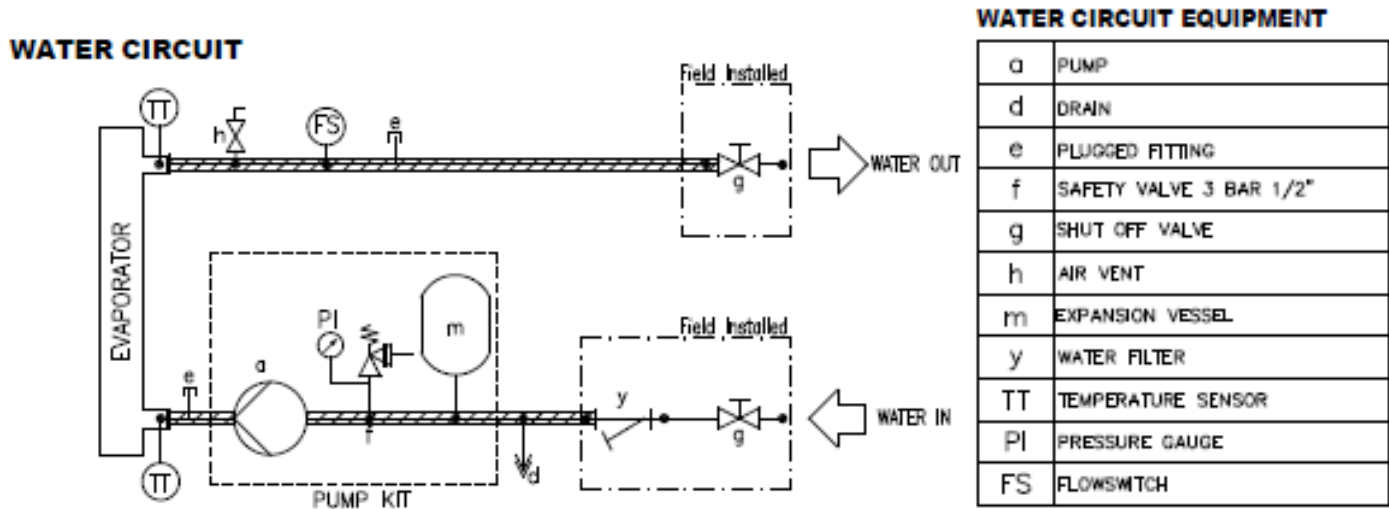 WATER CIRCUIT
TT
h
FS
e
Field Installed
g
WATER OUT
EVAPORATOR
PI
m
a
e
f
Field Installed
y
g
WATER IN
d
TT
PUMP KIT
WATER CIRCUIT EQUIPMENT
a PUMP
d DRAIN
e PLUGGED FITTING
f SAFETY VALVE 3 BAR 1/2"
g SHUT OFF VALVE
h AIR VENT
m EXPANSION VESSEL
y WATER FILTER
TT TEMPERATURE SENSOR
PI PRESSURE GAUGE
FS FLOWSWITCH